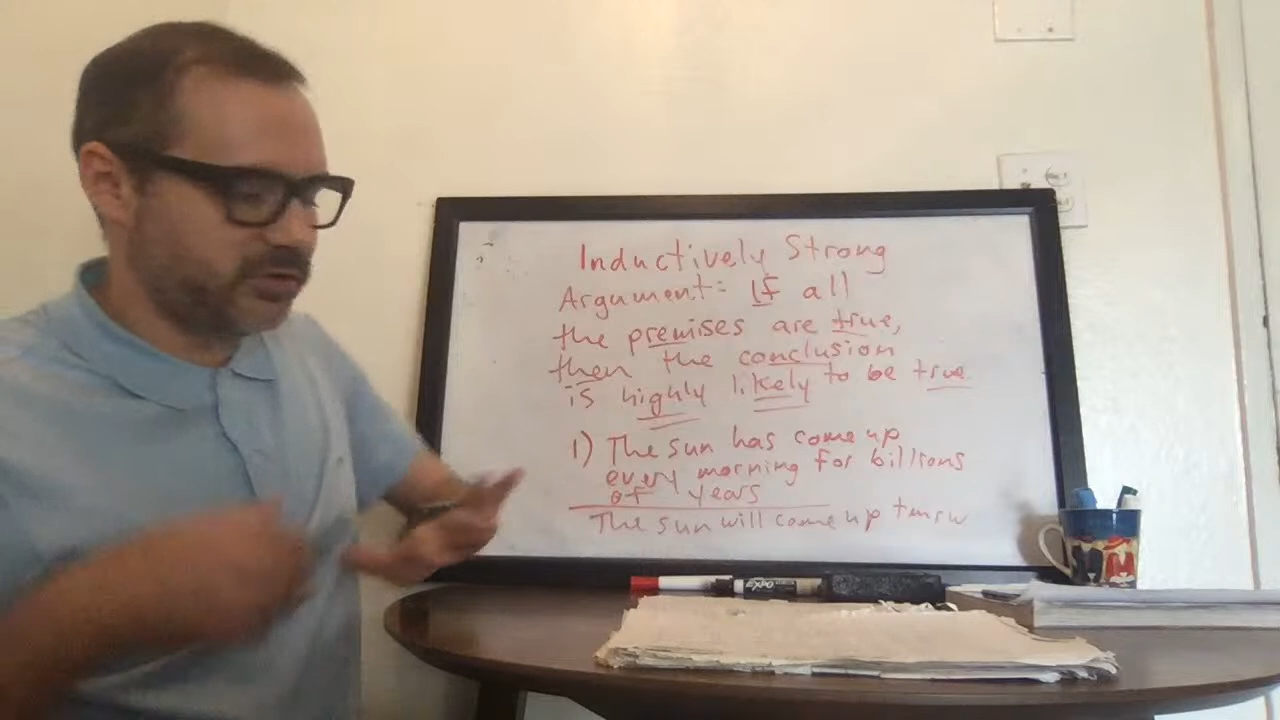 Inductively Strong
Argument: If all
the premises are true,
then the conclusion
is highly likely to be true
1) The sun has come up
every morning for billions
of years
The sun will come up tmrw
EXPO